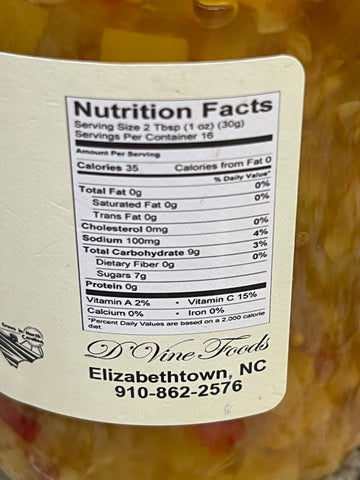 Nutrition Facts
Serving Size 2 Tbsp (1 oz) (30g)
Servings Per Container 16
Amount Per Serving
Calories 35 Calories from Fat 0
% Daily Value*
Total Fat 0g 0%
Saturated Fat 0g 0%
Trans Fat 0g
Cholesterol 0mg 0%
Sodium 100mg 4%
Total Carbohydrate 9g 3%
Dietary Fiber 0g 0%
Sugars 7g
Protein 0g
Vitamin A 2% • Vitamin C 15%
Calcium 0% • Iron 0%
*Percent Daily Values are based on a 2,000 calorie
diet
D'Vine Foods
Elizabethtown, NC
910-862-2576